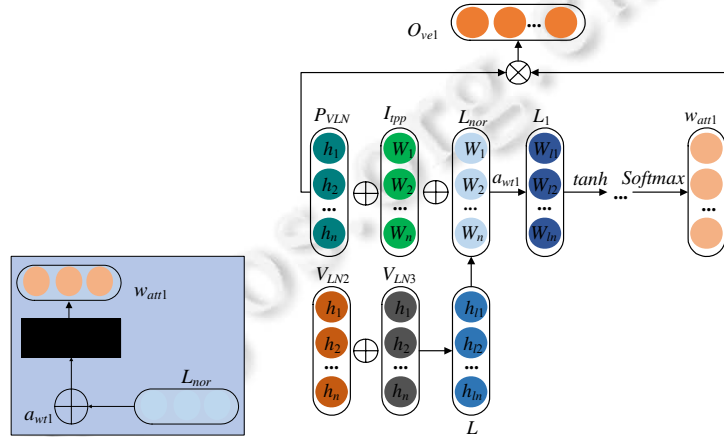 O_ve1
P_VLN I_tpp L_nor L_1 w_att1
h_1 W_1 W_1 W_l1
h_2 W_2 W_2 a_wt1 W_l2 tanh ... Softmax
... ... ... ... ...
h_n W_n W_n W_ln
V_LN2 V_LN3
h_1 h_1 h_l1
h_2 h_2 h_l2
... ... ...
h_n h_n h_ln
L
w_att1
L_nor
a_wt1